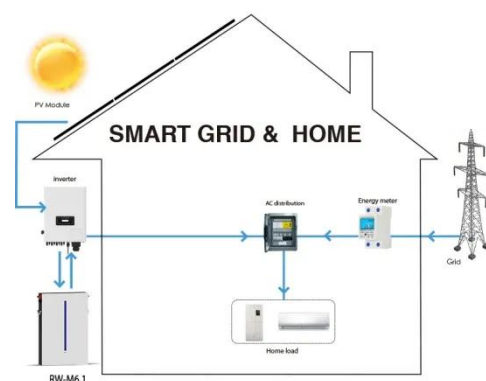 PV Module
SMART GRID & HOME
Inverter
AC distribution
Energy meter
Grid
Home load
RW-M6.1